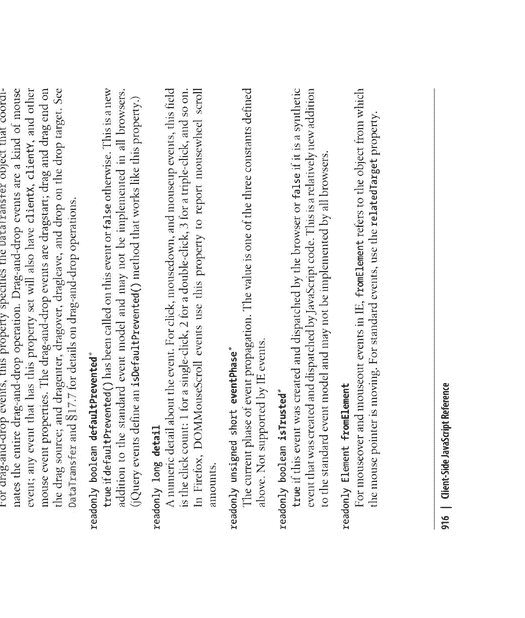 For drag-and-drop events, this property specifies the DataTransfer object that coordi-
nates the entire drag-and-drop operation. Drag-and-drop events are a kind of mouse
event; any event that has this property set will also have clientX, clientY, and other
mouse event properties. The drag-and-drop events are dragstart; drag and drag end on
the drag source; and dragenter, dragover, dragleave, and drop on the drop target. See
DataTransfer and §17.7 for details on drag-and-drop operations.
readonly boolean defaultPrevented*
true if defaultPrevented() has been called on this event or false otherwise. This is a new
addition to the standard event model and may not be implemented in all browsers.
(jQuery events define an isDefaultPrevented() method that works like this property.)
readonly long detail
A numeric detail about the event. For click, mousedown, and mouseup events, this field
is the click count: 1 for a single-click, 2 for a double-click, 3 for a triple-click, and so on.
In Firefox, DOMMouseScroll events use this property to report mousewheel scroll
amounts.
readonly unsigned short eventPhase*
The current phase of event propagation. The value is one of the three constants defined
above. Not supported by IE events.
readonly boolean isTrusted*
true if this event was created and dispatched by the browser or false if it is a synthetic
event that was created and dispatched by JavaScript code. This is a relatively new addition
to the standard event model and may not be implemented by all browsers.
readonly Element fromElement
For mouseover and mouseout events in IE, fromElement refers to the object from which
the mouse pointer is moving. For standard events, use the relatedTarget property.
916 | Client-Side JavaScript Reference